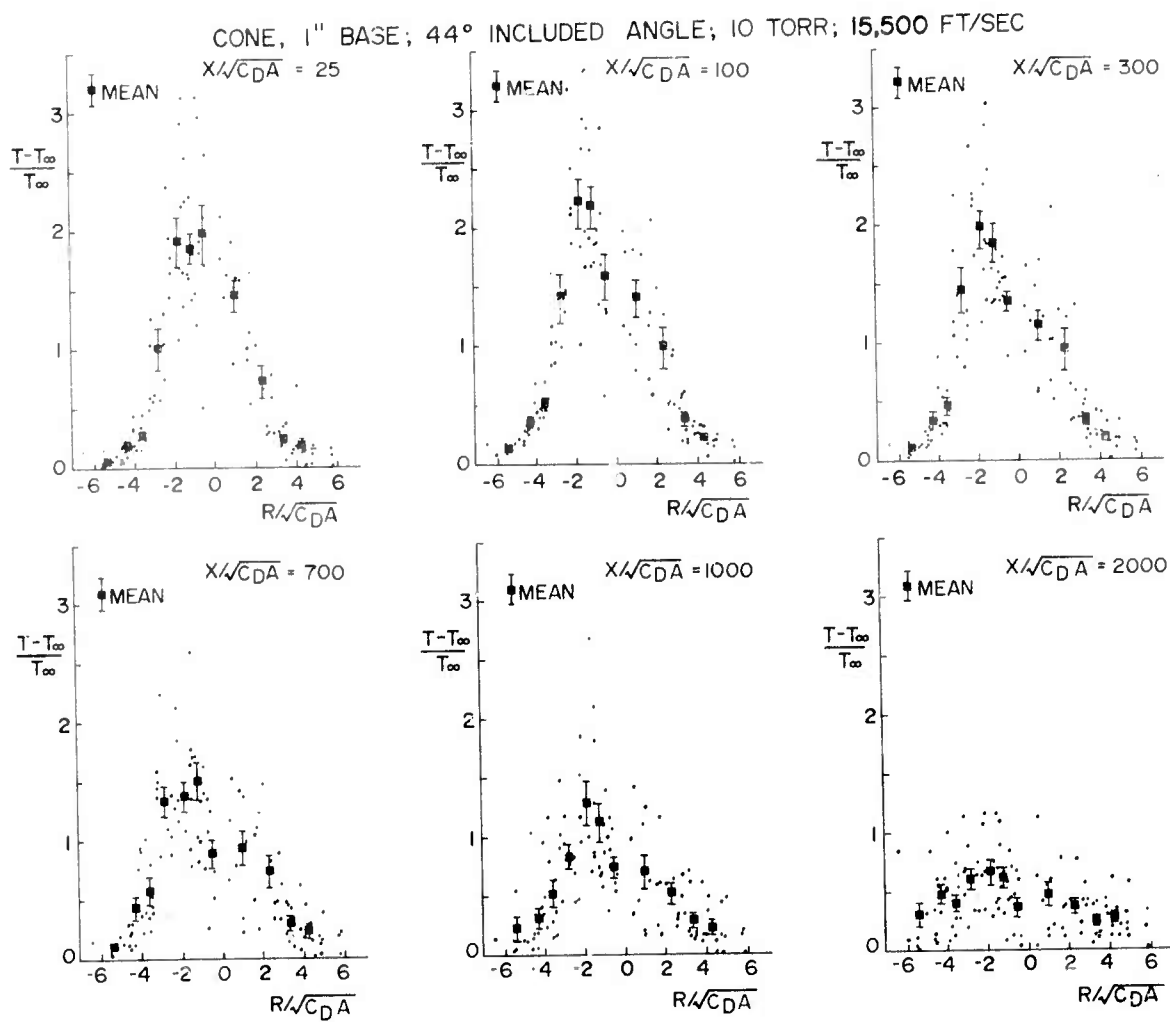 CONE, 1" BASE; 44° INCLUDED ANGLE; 10 TORR; 15,500 FT/SEC
X/√CDA = 25
MEAN
3
T-T∞
T∞
2
1
0
-6 -4 -2 0 2 4 6
R/√CDA
X/√CDA = 100
MEAN
3
T-T∞
T∞
2
1
0
-6 -4 -2 0 2 4 6
R/√CDA
X/√CDA = 300
MEAN
3
T-T∞
T∞
2
1
0
-6 -4 -2 0 2 4 6
R/√CDA
X/√CDA = 700
MEAN
3
T-T∞
T∞
2
1
0
-6 -4 -2 0 2 4 6
R/√CDA
X/√CDA = 1000
MEAN
3
T-T∞
T∞
2
1
0
-6 -4 -2 0 2 4 6
R/√CDA
X/√CDA = 2000
MEAN
3
T-T∞
T∞
2
1
0
-6 -4 -2 0 2 4 6
R/√CDA